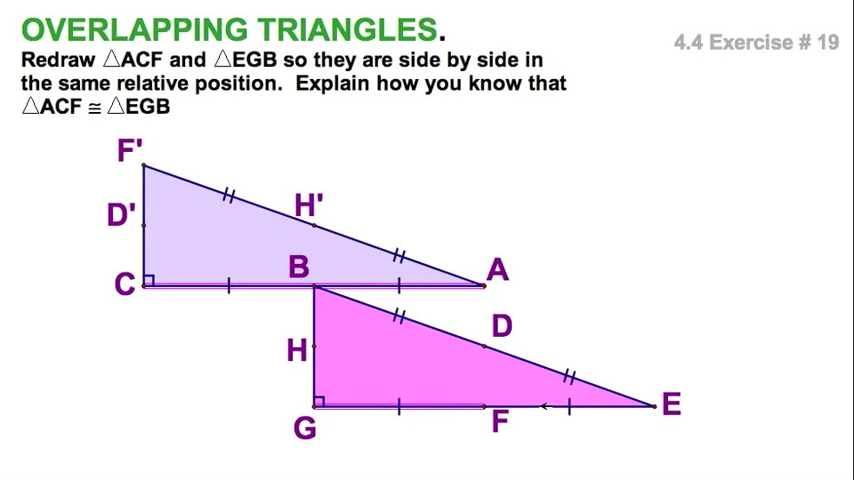 OVERLAPPING TRIANGLES.
4.4 Exercise # 19
Redraw △ACF and △EGB so they are side by side in
the same relative position. Explain how you know that
△ACF ≅ △EGB
F'
H'
D'
B
A
C
D
H
E
F
G